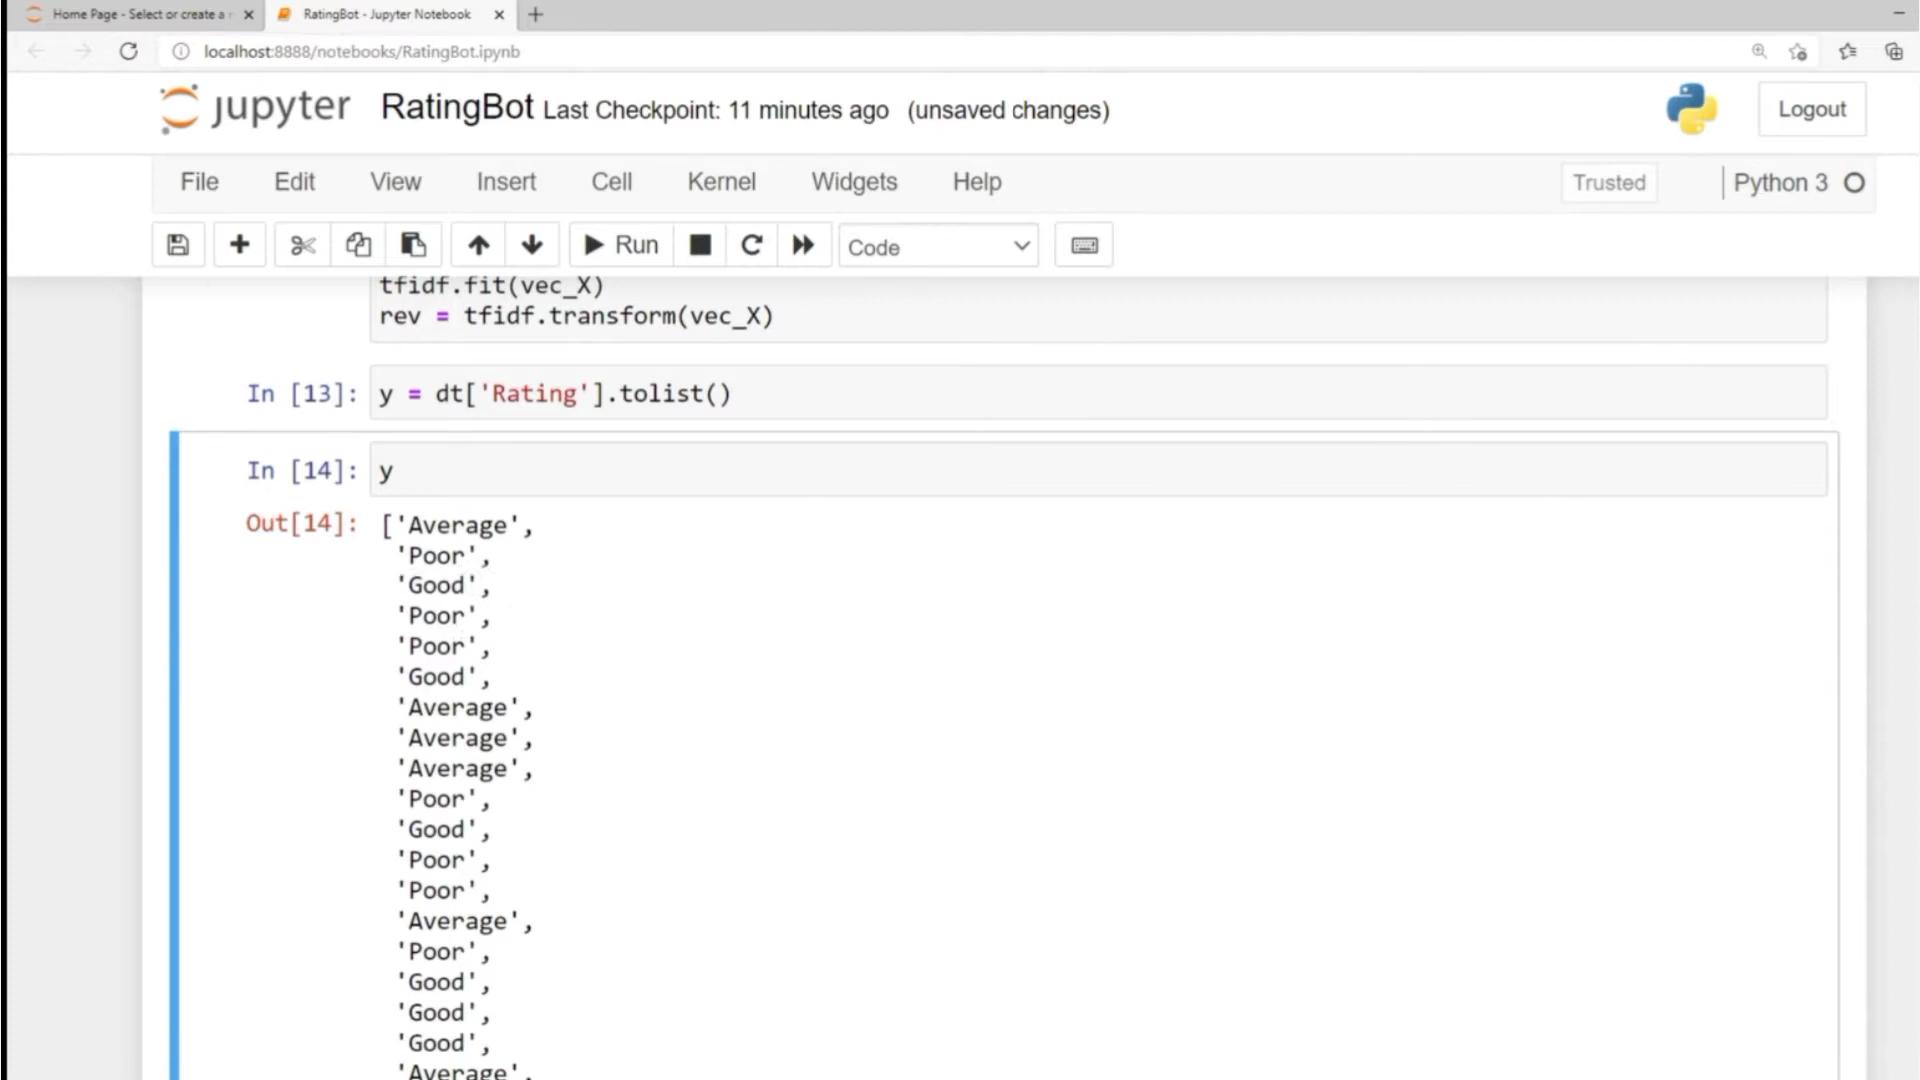 Home Page - Select or create a
RatingBot - Jupyter Notebook
localhost:8888/notebooks/RatingBot.ipynb
jupyter RatingBot Last Checkpoint: 11 minutes ago (unsaved changes)
Logout
File Edit View Insert Cell Kernel Widgets Help
Trusted
Python 3
Run
Code
tfidf.fit(vec_X)
rev = tfidf.transform(vec_X)
In [13]: y = dt['Rating'].tolist()
In [14]: y
Out[14]: ['Average',
'Poor',
'Good',
'Poor',
'Poor',
'Good',
'Average',
'Average',
'Average',
'Poor',
'Good',
'Poor',
'Poor',
'Average',
'Poor',
'Good',
'Good',
'Good',
'Average',